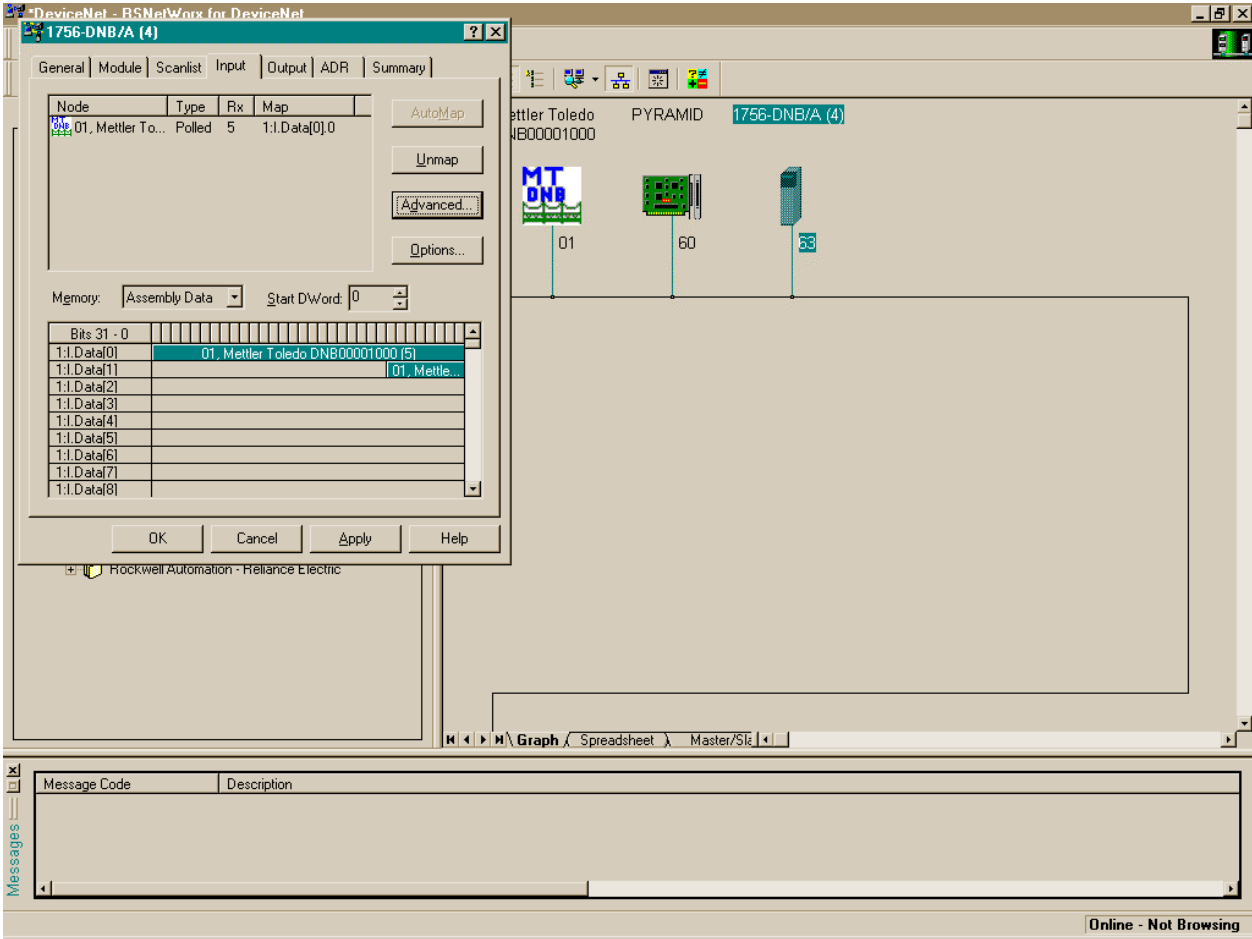 *DeviceNet - RSNetWorx for DeviceNet
1756-DNB/A (4)
General Module Scanlist Input Output ADR Summary
Node Type Rx Map
01, Mettler To... Polled 5 1:I.Data[0].0
AutoMap
Unmap
Advanced...
Options...
Memory: Assembly Data Start DWord: 0
Bits 31 - 0
1:I.Data[0] 01, Mettler Toledo DNB00001000 (5)
1:I.Data[1] 01, Mettle...
1:I.Data[2]
1:I.Data[3]
1:I.Data[4]
1:I.Data[5]
1:I.Data[6]
1:I.Data[7]
1:I.Data[8]
OK Cancel Apply Help
Rockwell Automation - Reliance Electric
ettler Toledo PYRAMID 1756-DNB/A (4)
NB00001000
MT
DNB
01 60 63
Graph Spreadsheet Master/Sla
Messages
Message Code Description
Online - Not Browsing